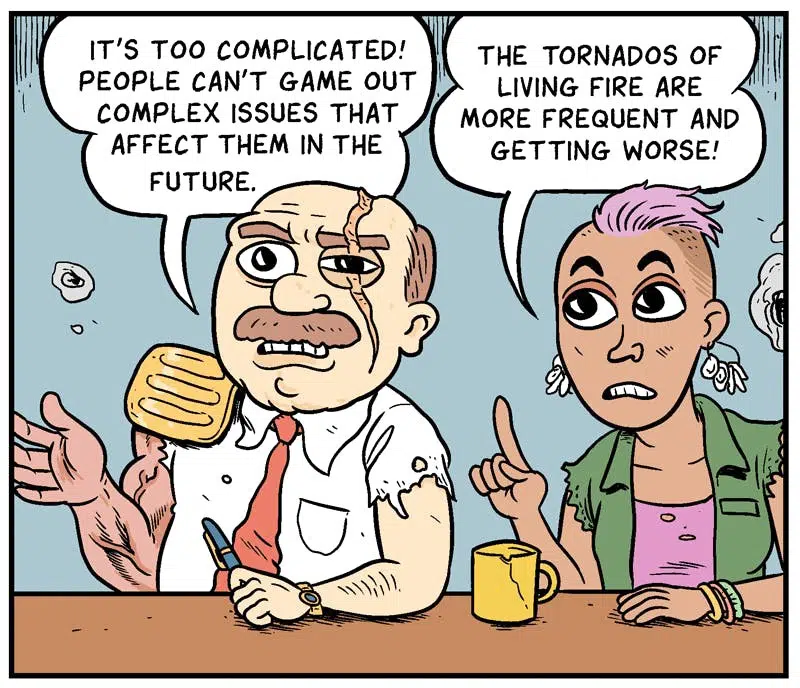 IT'S TOO COMPLICATED!
PEOPLE CAN'T GAME OUT
COMPLEX ISSUES THAT
AFFECT THEM IN THE
FUTURE.
THE TORNADOS OF
LIVING FIRE ARE
MORE FREQUENT AND
GETTING WORSE!